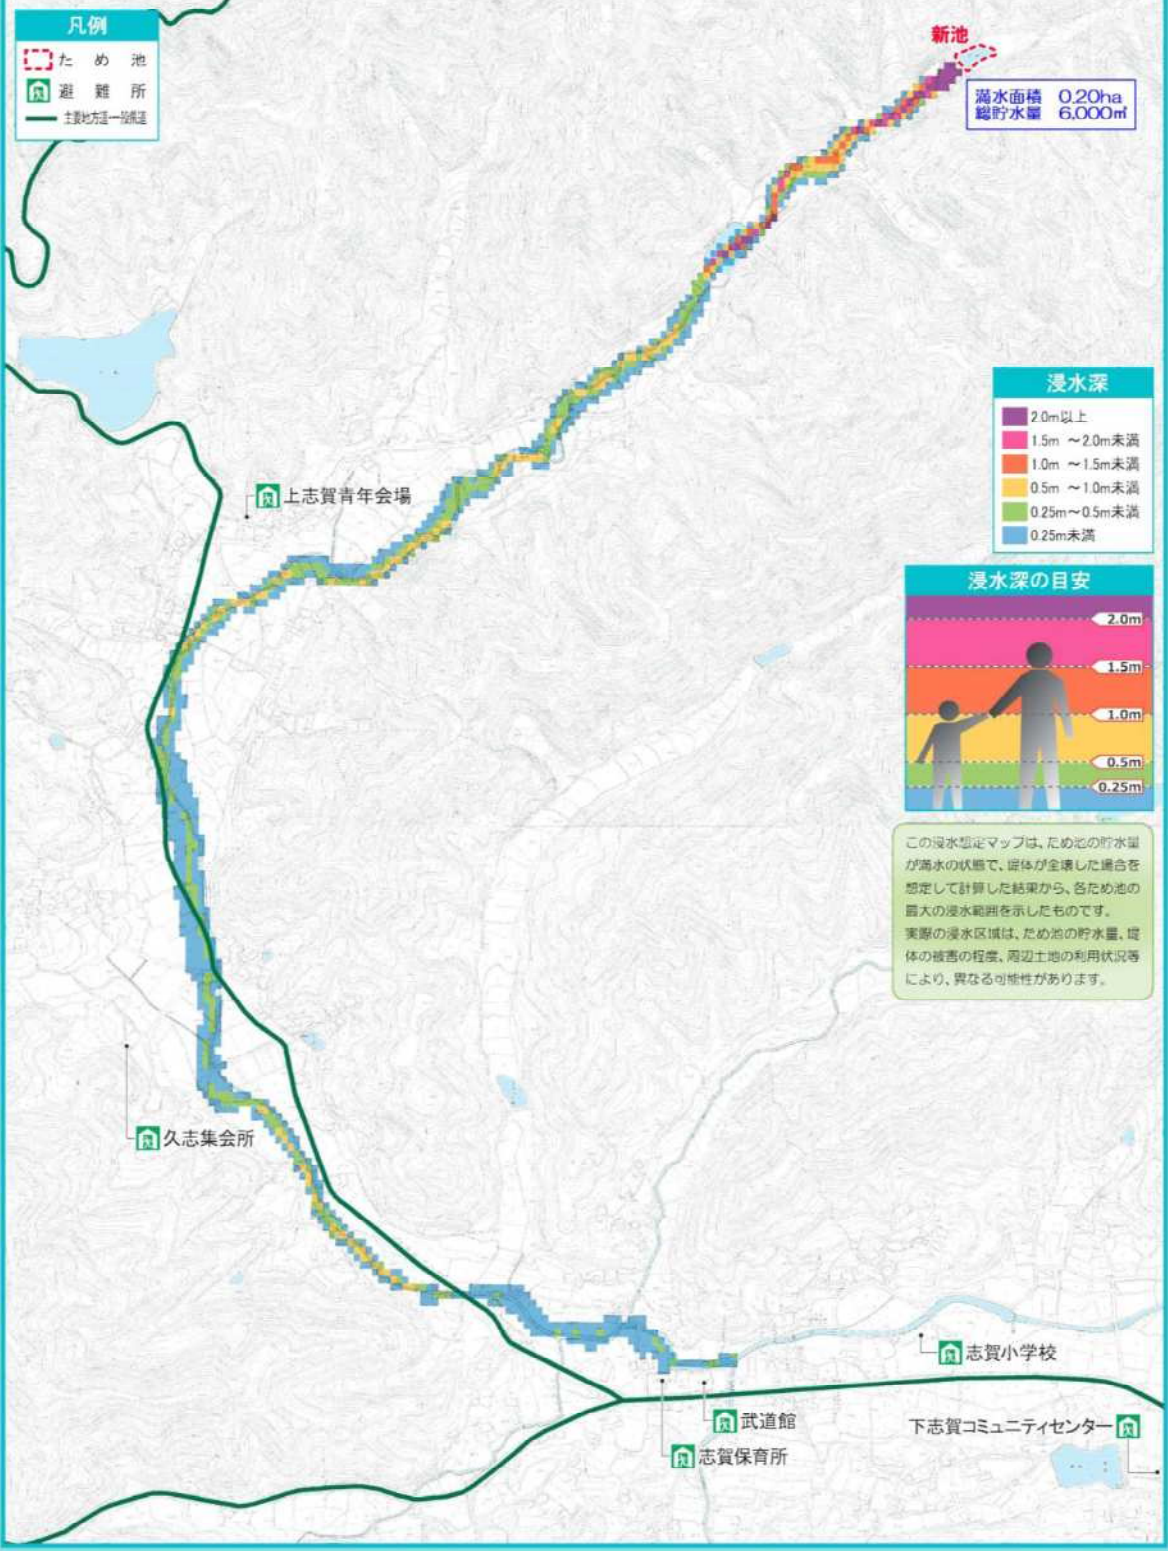 凡例
ため池
避難所
主要地方道・一般県道
新池
満水面積 0.20ha
総貯水量 6,000㎥
浸水深
2.0m以上
1.5m ～2.0m未満
1.0m ～1.5m未満
0.5m ～1.0m未満
0.25m～0.5m未満
0.25m未満
上志賀青年会場
浸水深の目安
2.0m
1.5m
1.0m
0.5m
0.25m
この浸水想定マップは、ため池の貯水量
が満水の状態で、堤体が全壊した場合を
想定して計算した結果から、各ため池の
最大の浸水範囲を示したものです。
実際の浸水区域は、ため池の貯水量、堤
体の被害の程度、周辺土地の利用状況等
により、異なる可能性があります。
久志集会所
志賀小学校
武道館
下志賀コミュニティセンター
志賀保育所